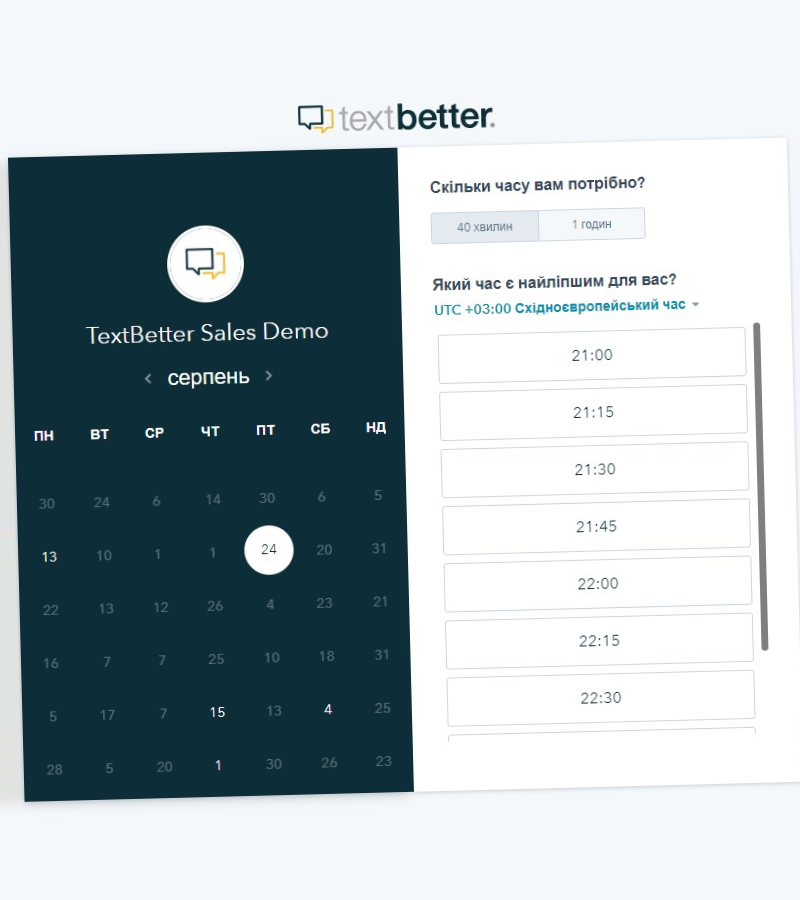 textbetter.
TextBetter Sales Demo
серпень
ПН ВТ СР ЧТ ПТ СБ НД
30 24 6 14 30 6 5
13 10 1 1 24 20 31
22 13 12 26 4 23 21
16 7 7 25 10 18 31
5 17 7 15 13 4 25
28 5 20 1 30 26 23
Скільки часу вам потрібно?
40 хвилин 1 годин
Який час є найліпшим для вас?
UTC +03:00 Східноєвропейський час
21:00
21:15
21:30
21:45
22:00
22:15
22:30